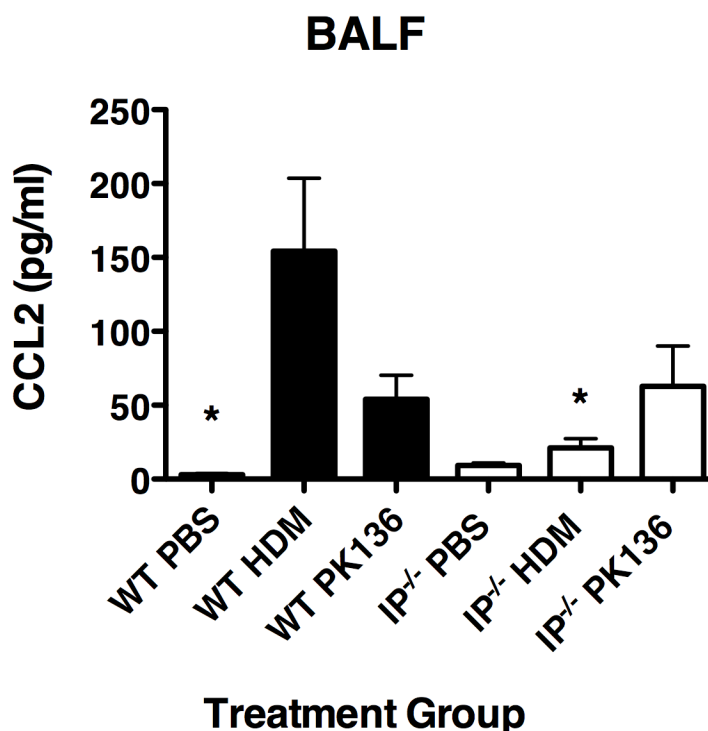 BALF
CCL2 (pg/ml)
250
200
150
100
50
0
*
*
WT PBS
WT HDM
WT PK136
IP-/- PBS
IP-/- HDM
IP-/- PK136
Treatment Group